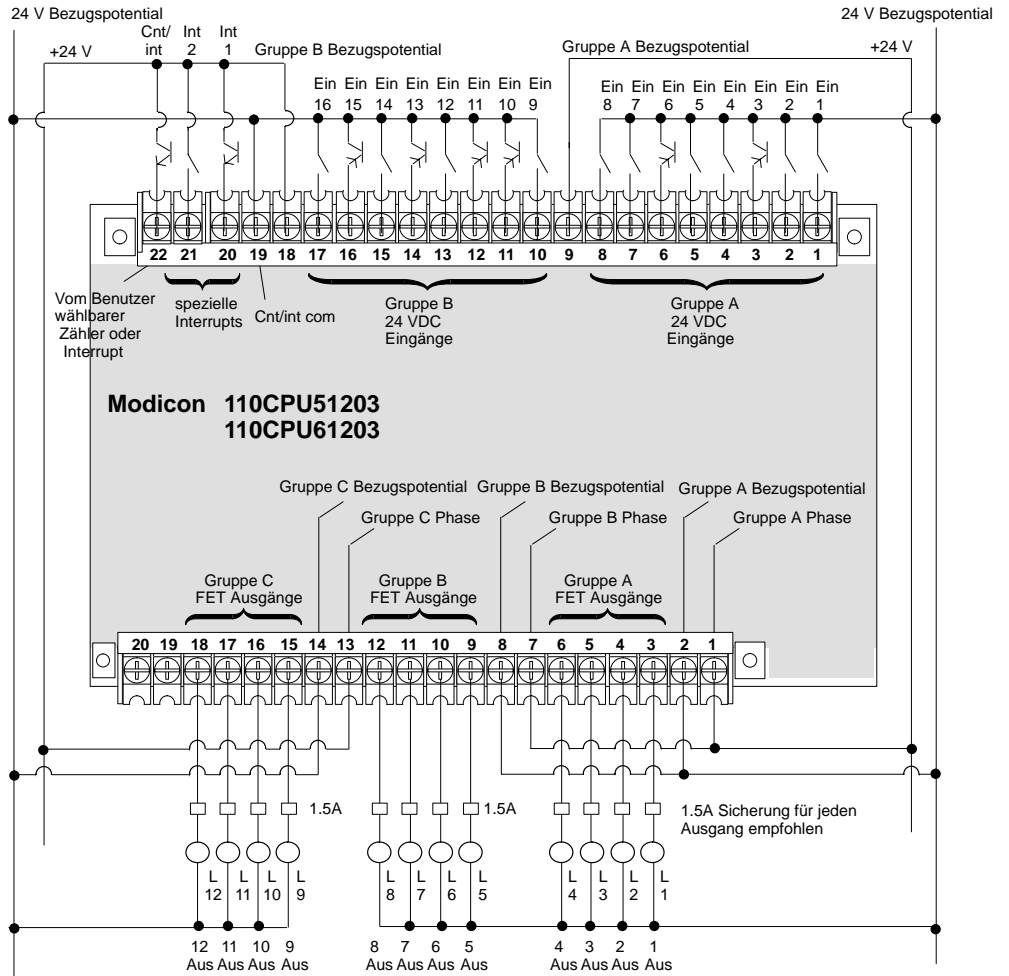 24 V Bezugspotential
24 V Bezugspotential
Cnt/ Int Int
int 2 1
+24 V
Gruppe B Bezugspotential
Gruppe A Bezugspotential
+24 V
Ein Ein Ein Ein Ein Ein Ein Ein
16 15 14 13 12 11 10 9
Ein Ein Ein Ein Ein Ein Ein Ein
8 7 6 5 4 3 2 1
22 21 20 19 18 17 16 15 14 13 12 11 10 9 8 7 6 5 4 3 2 1
Vom Benutzer
wählbarer
Zähler oder
Interrupt
spezielle
Interrupts
Cnt/int com
Gruppe B
24 VDC
Eingänge
Gruppe A
24 VDC
Eingänge
Modicon 110CPU51203
110CPU61203
Gruppe C Bezugspotential
Gruppe B Bezugspotential
Gruppe A Bezugspotential
Gruppe C Phase
Gruppe B Phase
Gruppe A Phase
Gruppe C
FET Ausgänge
Gruppe B
FET Ausgänge
Gruppe A
FET Ausgänge
20 19 18 17 16 15 14 13 12 11 10 9 8 7 6 5 4 3 2 1
1.5A
1.5A
1.5A Sicherung für jeden
Ausgang empfohlen
L L L L L L L L L L L L
12 11 10 9 8 7 6 5 4 3 2 1
12 11 10 9 8 7 6 5 4 3 2 1
Aus Aus Aus Aus Aus Aus Aus Aus Aus Aus Aus Aus